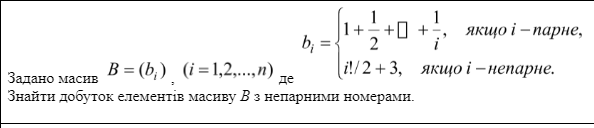 Задано масив B = (b_i) , (i = 1,2,...,n) де b_i = { 1 + 1/2 + ▯ + 1/i, якщо i – парне,
i!/2 + 3, якщо i – непарне.
Знайти добуток елементів масиву B з непарними номерами.